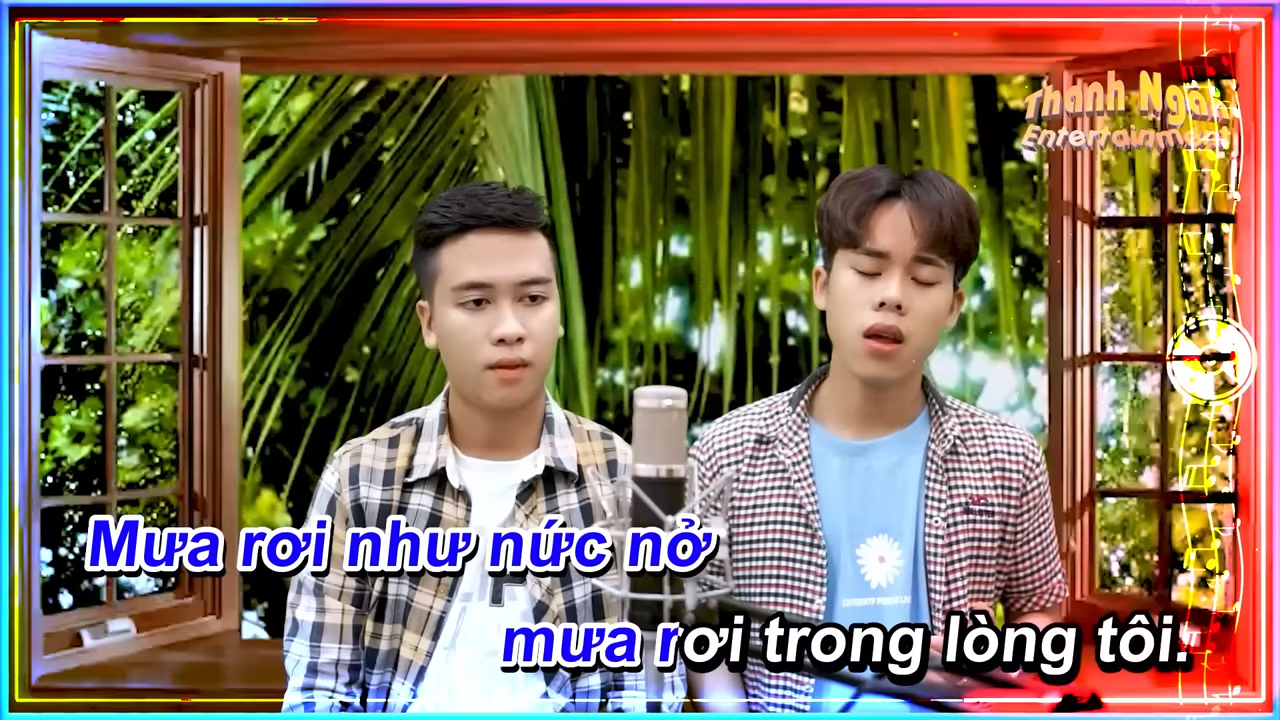 Thanh Ngân
Entertainment
Mưa rơi như nức nở
mưa rơi trong lòng tôi.